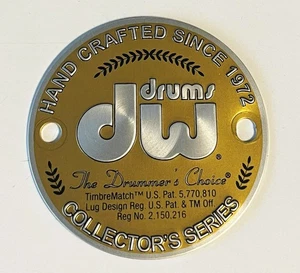 HAND CRAFTED SINCE 1972
drums
dw®
The Drummer's Choice®
TimbreMatch™ U.S. Pat. 5,770,810
Lug Design Reg. U.S. Pat. & TM Off.
Reg No. 2,150,216
COLLECTOR'S SERIES